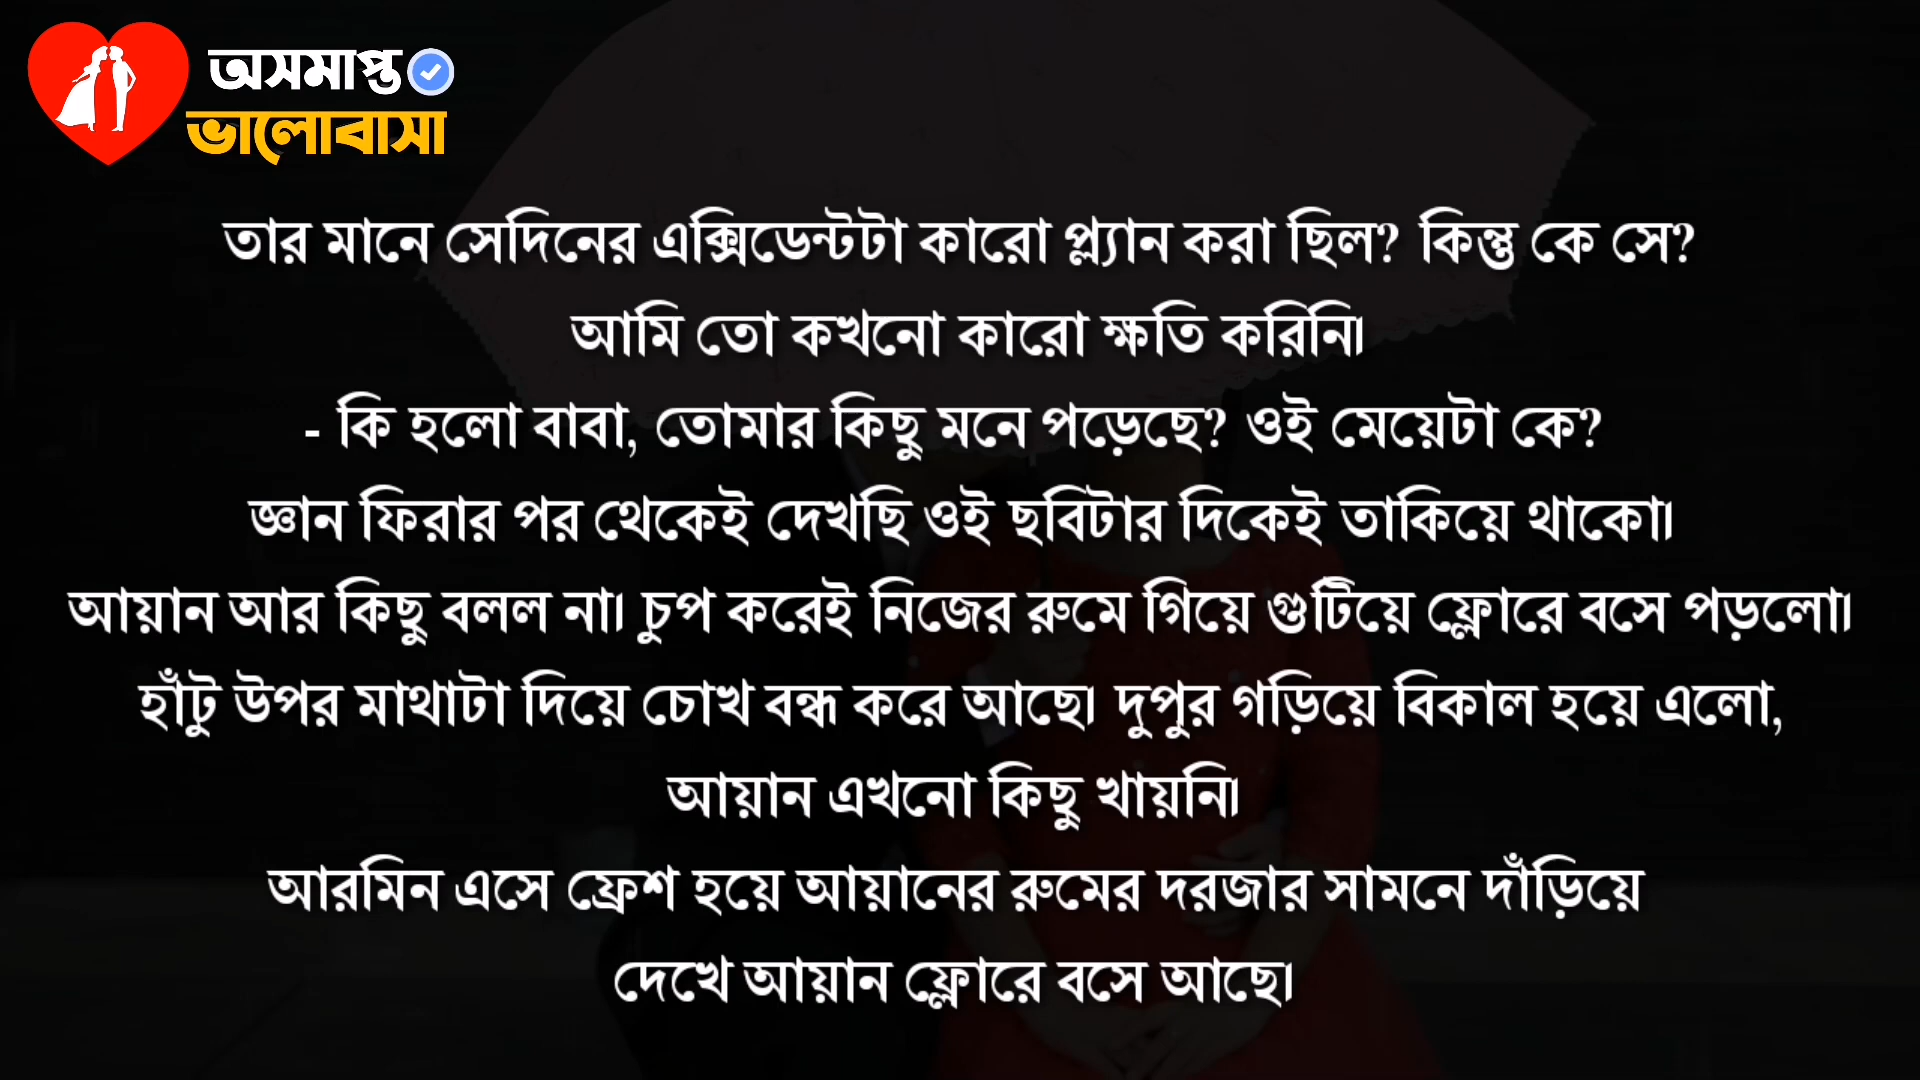 অসমাপ্ত
ভালোবাসা
তার মানে সেদিনের এক্সিডেন্টটা কারো প্ল্যান করা ছিল? কিন্তু কে সে?
আমি তো কখনো কারো ক্ষতি করিনি।
- কি হলো বাবা, তোমার কিছু মনে পড়েছে? ওই মেয়েটা কে?
জ্ঞান ফিরার পর থেকেই দেখছি ওই ছবিটার দিকেই তাকিয়ে থাকো।
আয়ান আর কিছু বলল না। চুপ করেই নিজের রুমে গিয়ে গুটিয়ে ফ্লোরে বসে পড়লো।
হাঁটু উপর মাথাটা দিয়ে চোখ বন্ধ করে আছে। দুপুর গড়িয়ে বিকাল হয়ে এলো,
আয়ান এখনো কিছু খায়নি।
আরমিন এসে ফ্রেশ হয়ে আয়ানের রুমের দরজার সামনে দাঁড়িয়ে
দেখে আয়ান ফ্লোরে বসে আছে।